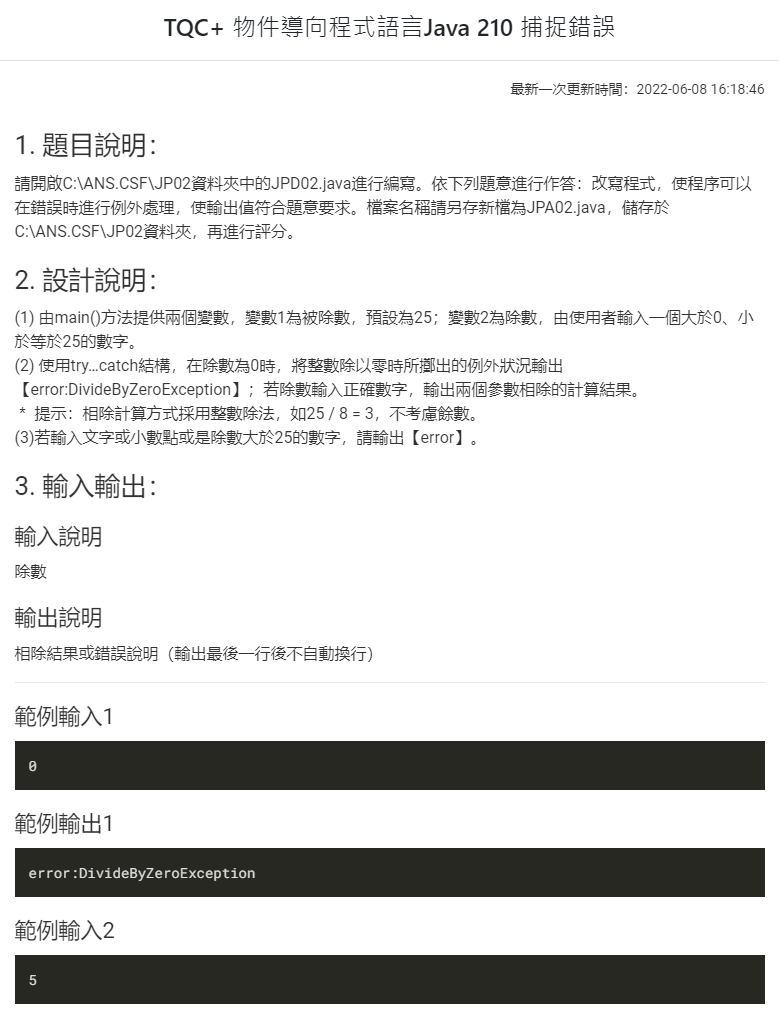 TQC+ 物件導向程式語言Java 210 捕捉錯誤
最新一次更新時間：2022-06-08 16:18:46
1. 題目說明：
請開啟C:\ANS.CSF\JP02資料夾中的JPD02.java進行編寫。依下列題意進行作答：改寫程式，使程序可以
在錯誤時進行例外處理，使輸出值符合題意要求。檔案名稱請另存新檔為JPA02.java，儲存於
C:\ANS.CSF\JP02資料夾，再進行評分。
2. 設計說明：
(1) 由main()方法提供兩個變數，變數1為被除數，預設為25；變數2為除數，由使用者輸入一個大於0、小
於等於25的數字。
(2) 使用try…catch結構，在除數為0時，將整數除以零時所擲出的例外狀況輸出
【error:DivideByZeroException】；若除數輸入正確數字，輸出兩個參數相除的計算結果。
* 提示：相除計算方式採用整數除法，如25 / 8 = 3，不考慮餘數。
(3)若輸入文字或小數點或是除數大於25的數字，請輸出【error】。
3. 輸入輸出：
輸入說明
除數
輸出說明
相除結果或錯誤說明（輸出最後一行後不自動換行）
範例輸入1
0
範例輸出1
error:DivideByZeroException
範例輸入2
5